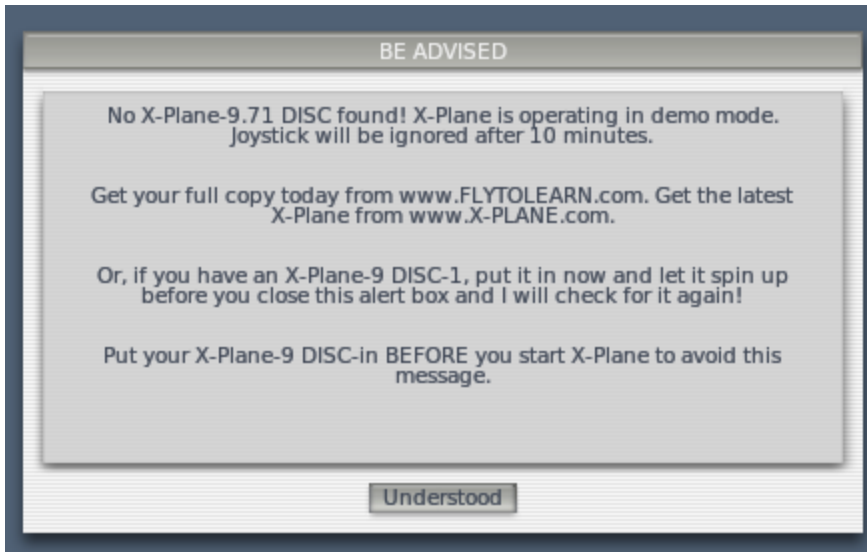 BE ADVISED
No X-Plane-9.71 DISC found! X-Plane is operating in demo mode.
Joystick will be ignored after 10 minutes.
Get your full copy today from www.FLYTOLEARN.com. Get the latest
X-Plane from www.X-PLANE.com.
Or, if you have an X-Plane-9 DISC-1, put it in now and let it spin up
before you close this alert box and I will check for it again!
Put your X-Plane-9 DISC-in BEFORE you start X-Plane to avoid this
message.
Understood